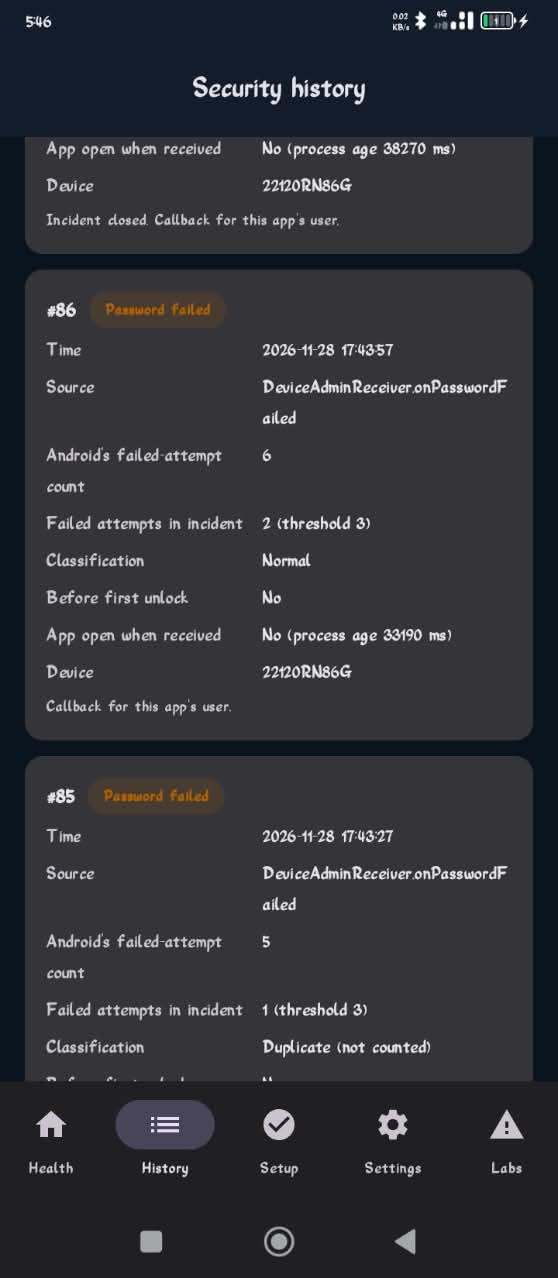 5:46
0.02
KB/s
4G
Security history
App open when received No (process age 38270 ms)
Device 22120RN86G
Incident closed. Callback for this app's user.
#86 Password failed
Time 2026-11-28 17:43:57
Source DeviceAdminReceiver.onPasswordF
ailed
Android's failed-attempt 6
count
Failed attempts in incident 2 (threshold 3)
Classification Normal
Before first unlock No
App open when received No (process age 33190 ms)
Device 22120RN86G
Callback for this app's user.
#85 Password failed
Time 2026-11-28 17:43:27
Source DeviceAdminReceiver.onPasswordF
ailed
Android's failed-attempt 5
count
Failed attempts in incident 1 (threshold 3)
Classification Duplicate (not counted)
Health History Setup Settings Labs